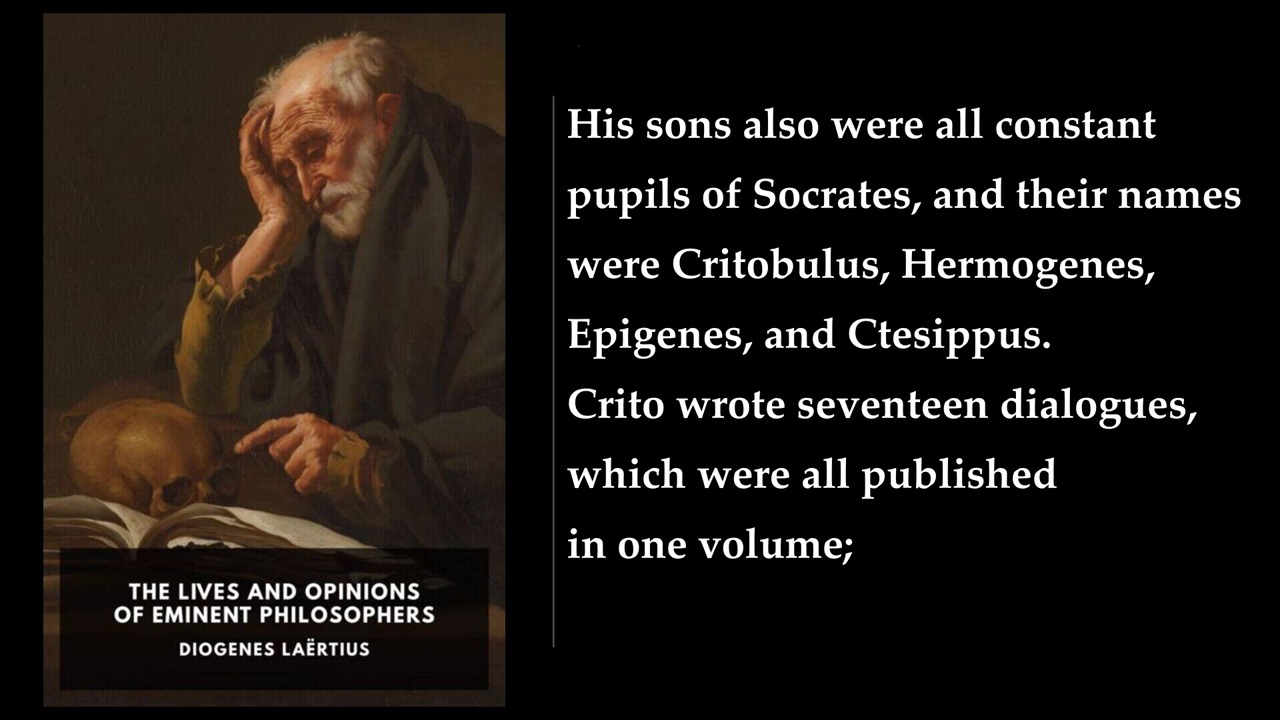 His sons also were all constant
pupils of Socrates, and their names
were Critobulus, Hermogenes,
Epigenes, and Ctesippus.
Crito wrote seventeen dialogues,
which were all published
in one volume;
THE LIVES AND OPINIONS
OF EMINENT PHILOSOPHERS
DIOGENES LAËRTIUS